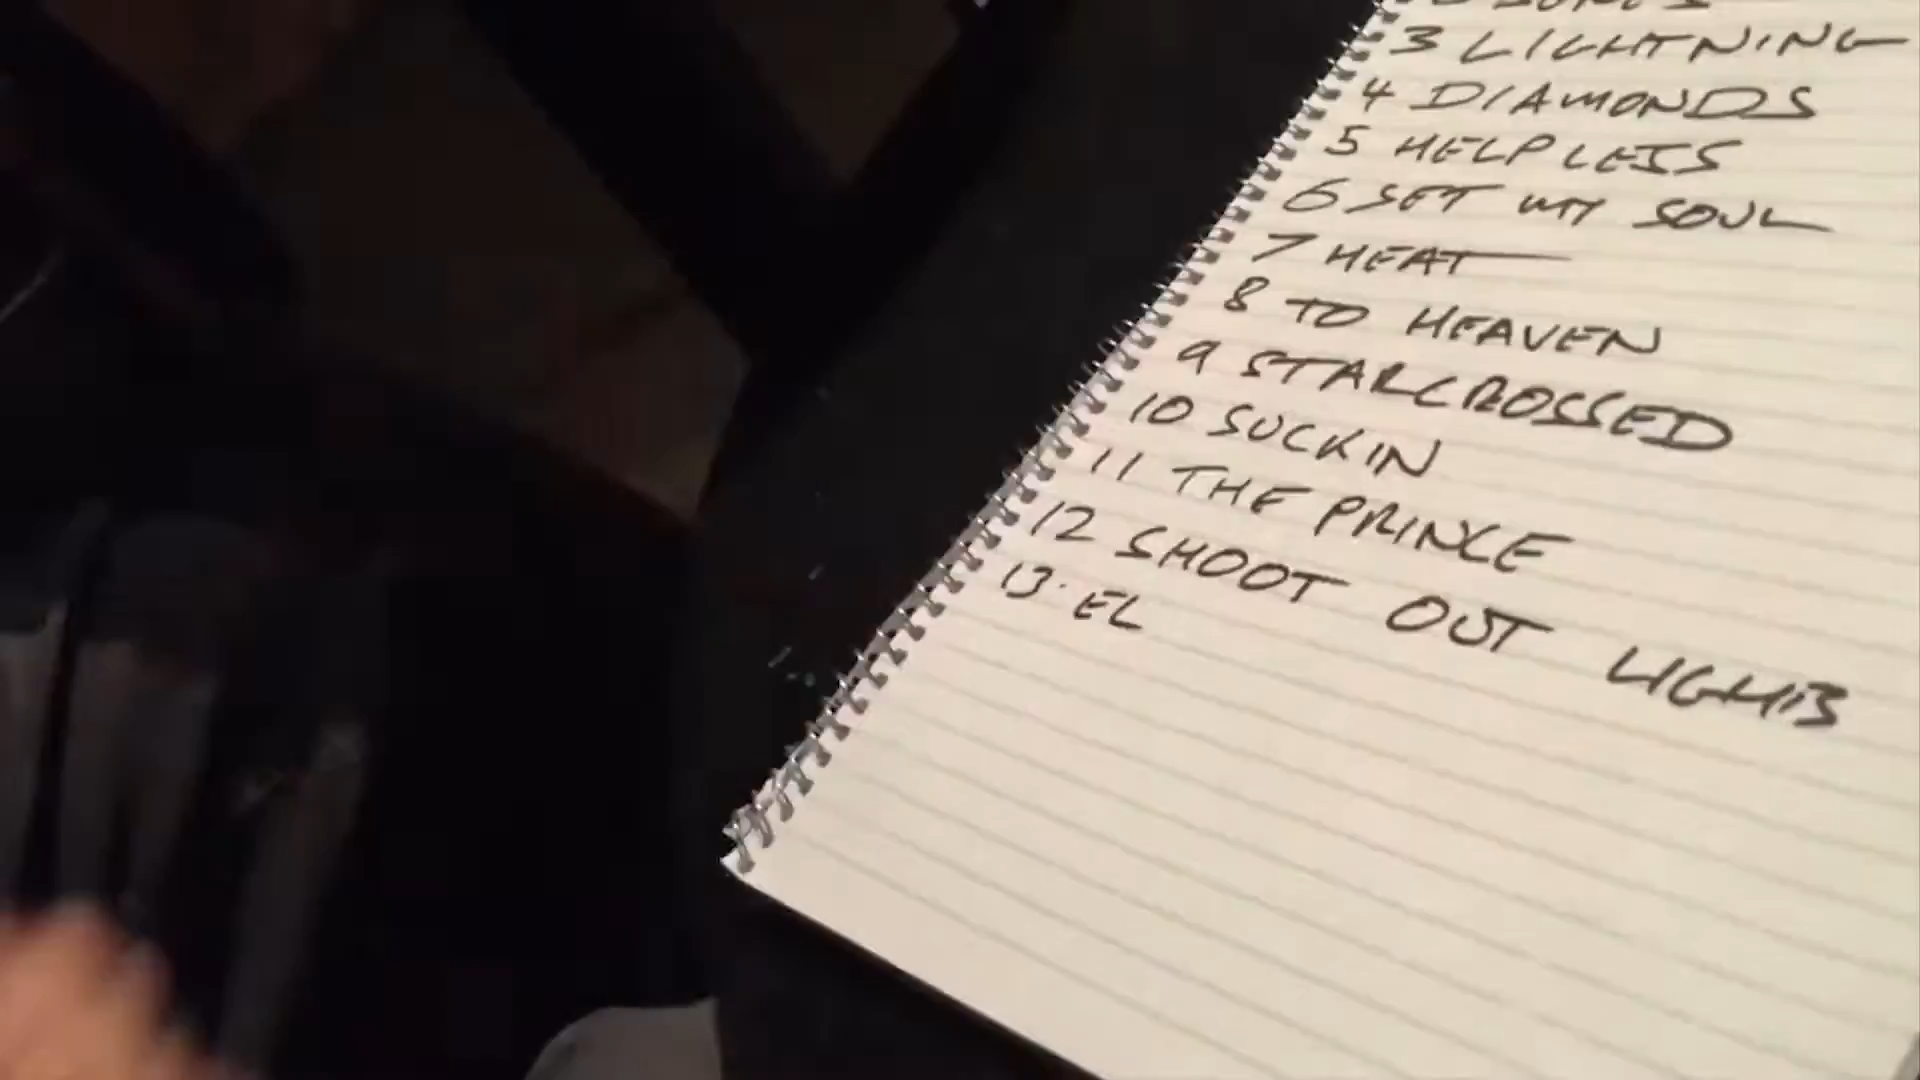 3 LIGHTNING
4 DIAMONDS
5 HELPLESS
6 SET MY SOUL
7 HEAT
8 TO HEAVEN
9 STARCROSSED
10 SUCKIN
11 THE PRINCE
12 SHOOT OUT LIGHTS
13. EL